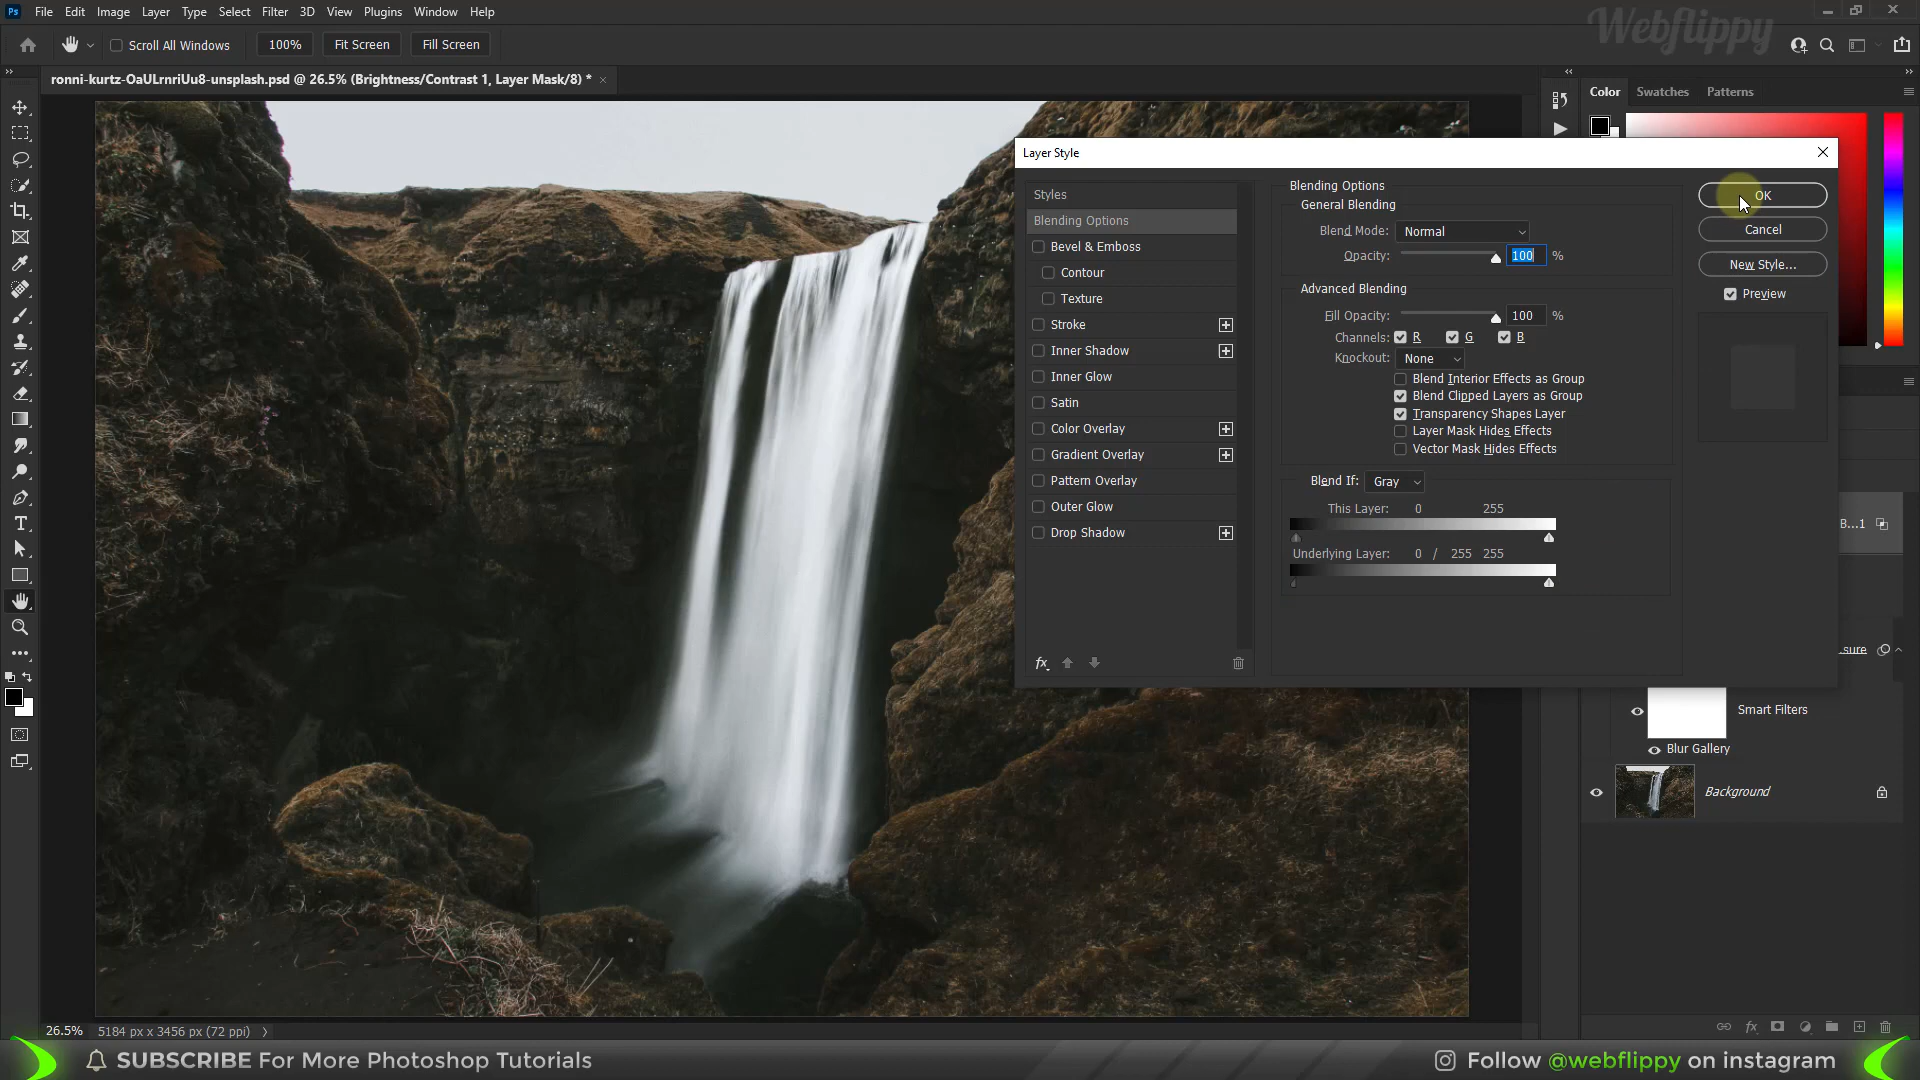 Ps File Edit Image Layer Type Select Filter 3D View Plugins Window Help
Webflippy
Scroll All Windows 100% Fit Screen Fill Screen
ronni-kurtz-OaULrnriUu8-unsplash.psd @ 26.5% (Brightness/Contrast 1, Layer Mask/8) *
Color Swatches Patterns
Layer Style
Styles
Blending Options
Bevel & Emboss
Contour
Texture
Stroke
Inner Shadow
Inner Glow
Satin
Color Overlay
Gradient Overlay
Pattern Overlay
Outer Glow
Drop Shadow
fx
Blending Options
General Blending
Blend Mode: Normal
Opacity: 100 %
Advanced Blending
Fill Opacity: 100 %
Channels: R G B
Knockout: None
Blend Interior Effects as Group
Blend Clipped Layers as Group
Transparency Shapes Layer
Layer Mask Hides Effects
Vector Mask Hides Effects
Blend If: Gray
This Layer: 0 255
Underlying Layer: 0 / 255 255
OK
Cancel
New Style...
Preview
B...1
...sure
Smart Filters
Blur Gallery
Background
fx
26.5% 5184 px x 3456 px (72 ppi)
SUBSCRIBE For More Photoshop Tutorials
Follow @webflippy on instagram